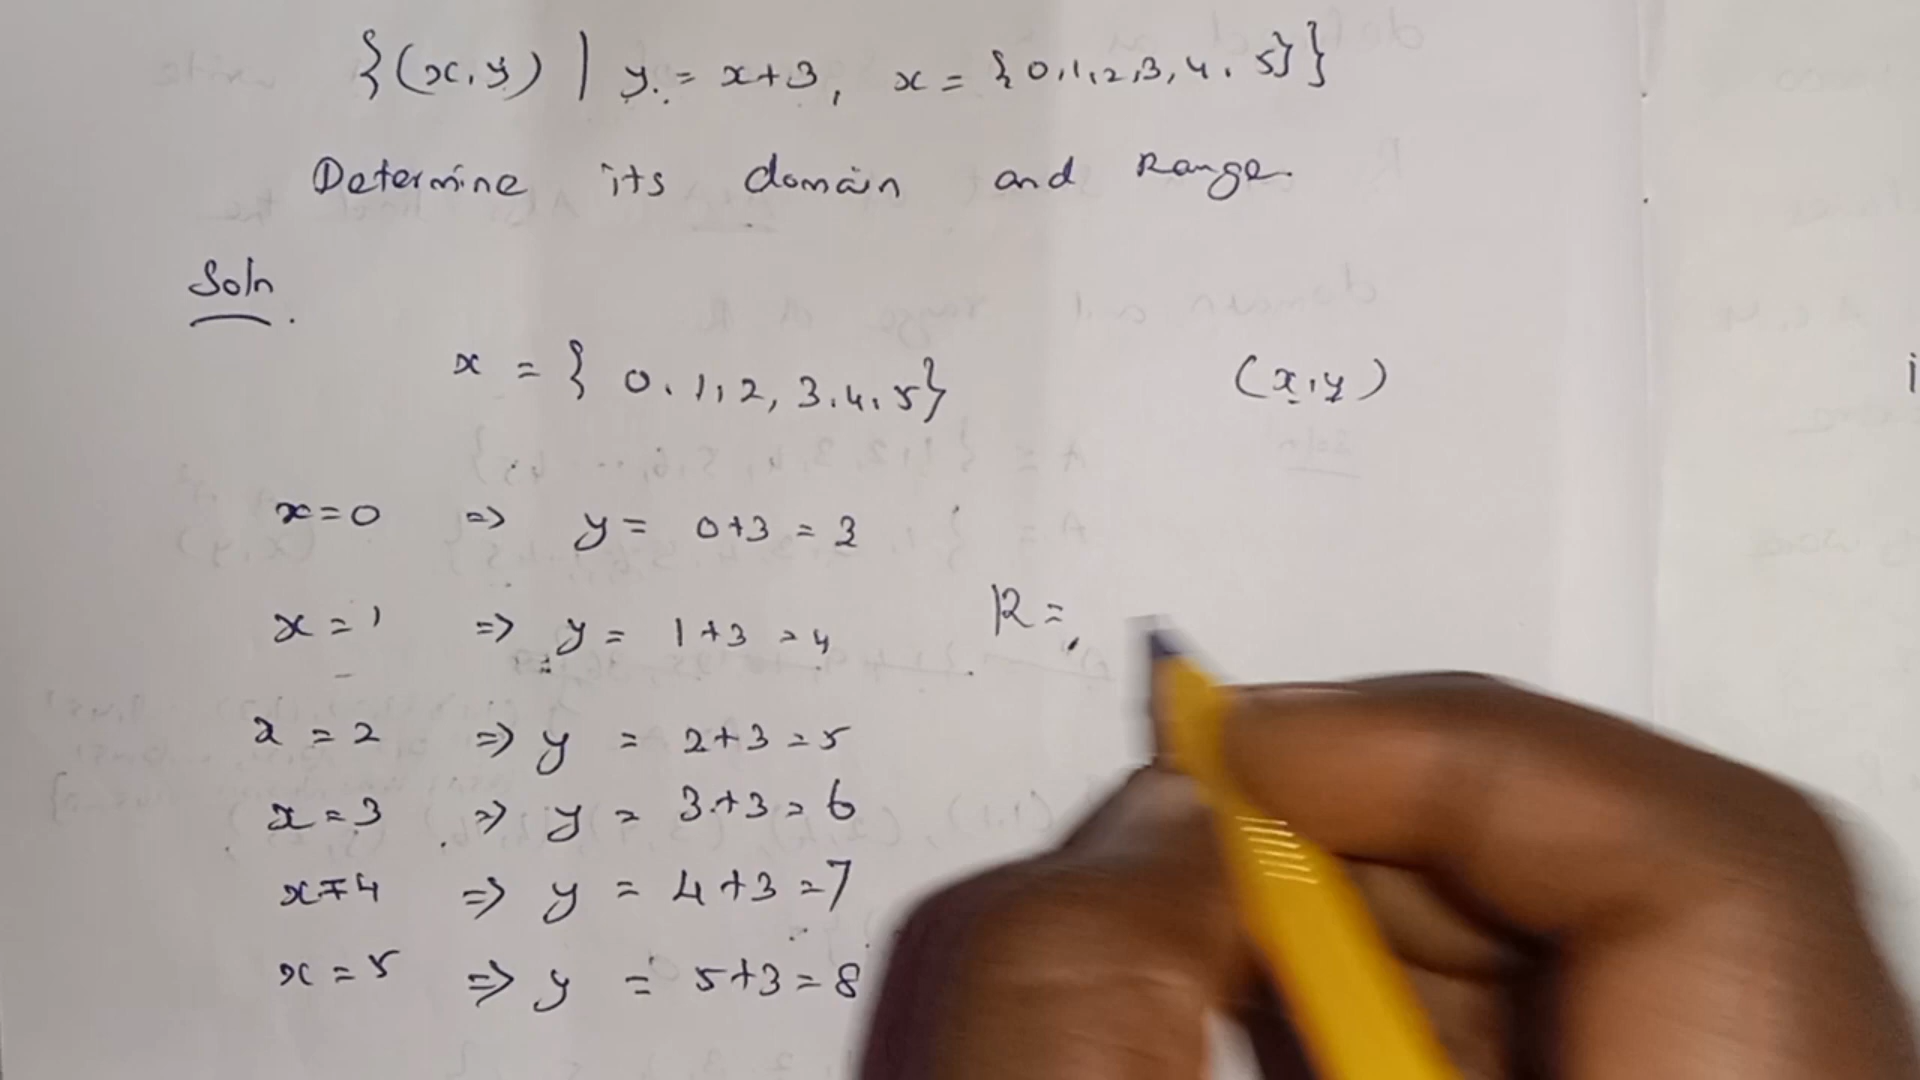 {(x,y) | y = x+3, x = {0,1,2,3,4,5}}
Determine its domain and Range.
Soln.
x = {0,1,2,3,4,5}
(x,y)
x=0 => y = 0+3 = 3
x=1 => y = 1+3 = 4
R=
x=2 => y = 2+3 = 5
x=3 => y = 3+3 = 6
x=4 => y = 4+3 = 7
x=5 => y = 5+3 = 8